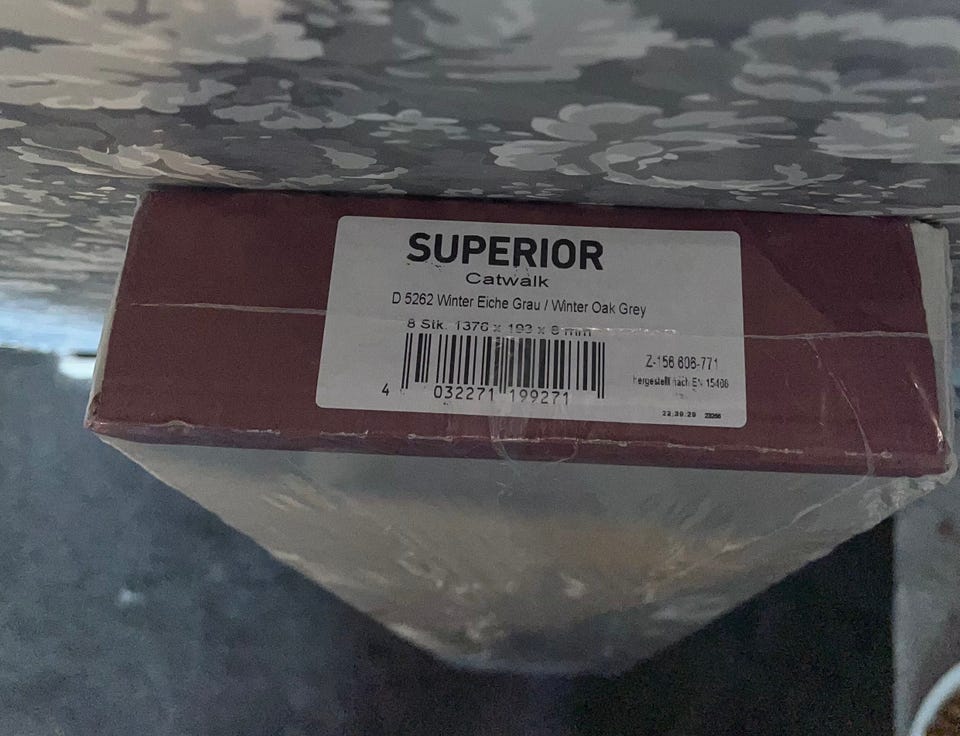 SUPERIOR
Catwalk
D 5262 Winter Eiche Grau / Winter Oak Grey
8 Stk. 1376 x 193 x 8 mm
4 032271 199271
Z-156 606-771
hergestellt nach EN